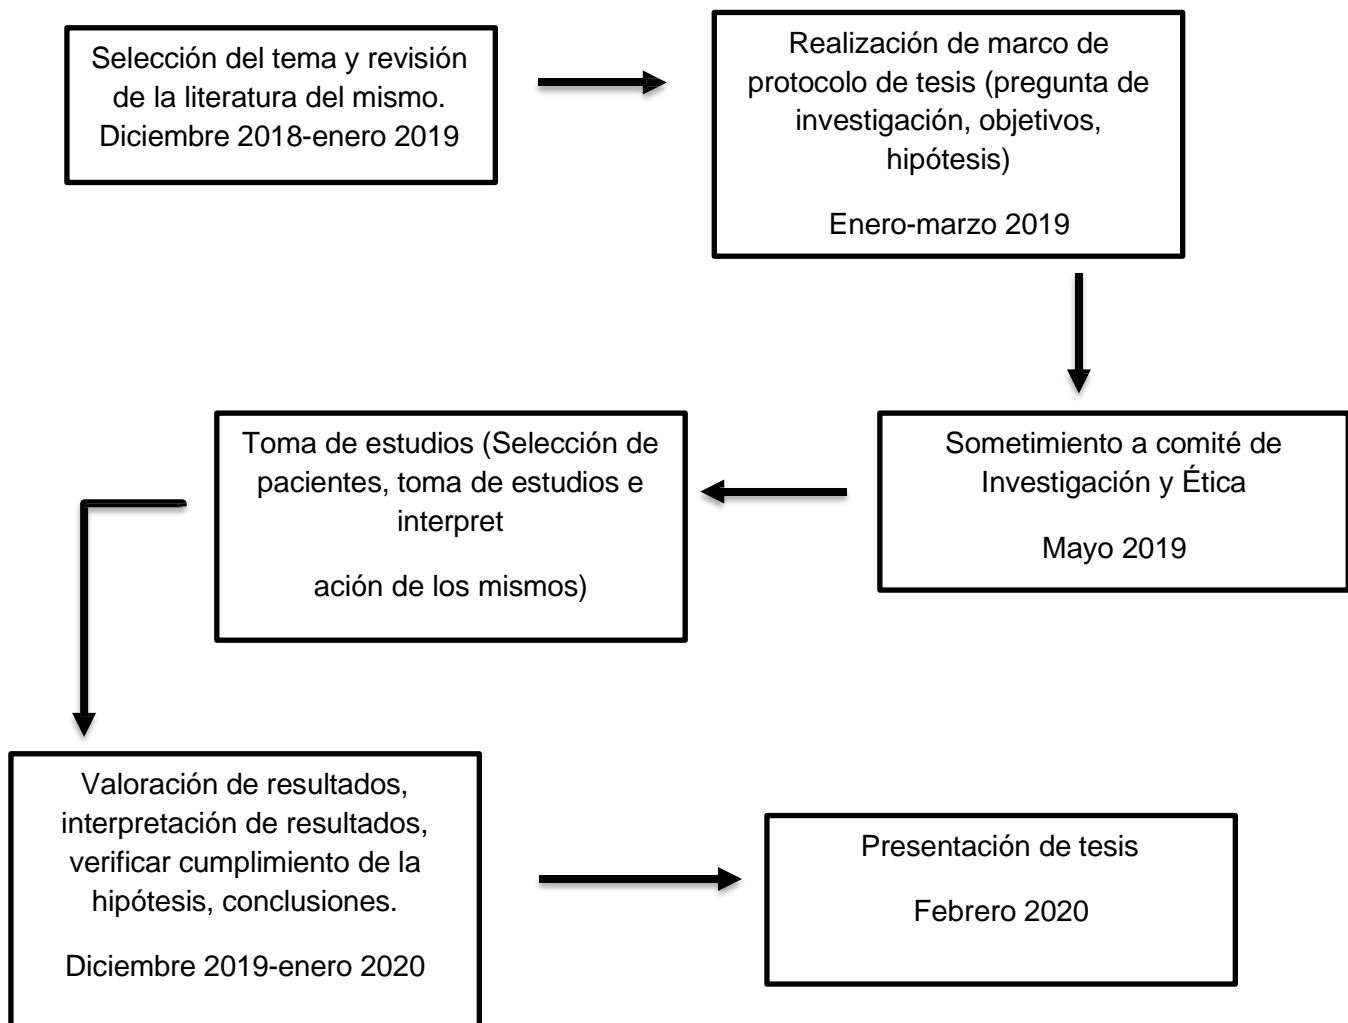 Selección del tema y revisión
de la literatura del mismo.
Diciembre 2018-enero 2019
Realización de marco de
protocolo de tesis (pregunta de
investigación, objetivos,
hipótesis)
Enero-marzo 2019
Sometimiento a comité de
Investigación y Ética
Mayo 2019
Toma de estudios (Selección de
pacientes, toma de estudios e
interpret
ación de los mismos)
Valoración de resultados,
interpretación de resultados,
verificar cumplimiento de la
hipótesis, conclusiones.
Diciembre 2019-enero 2020
Presentación de tesis
Febrero 2020